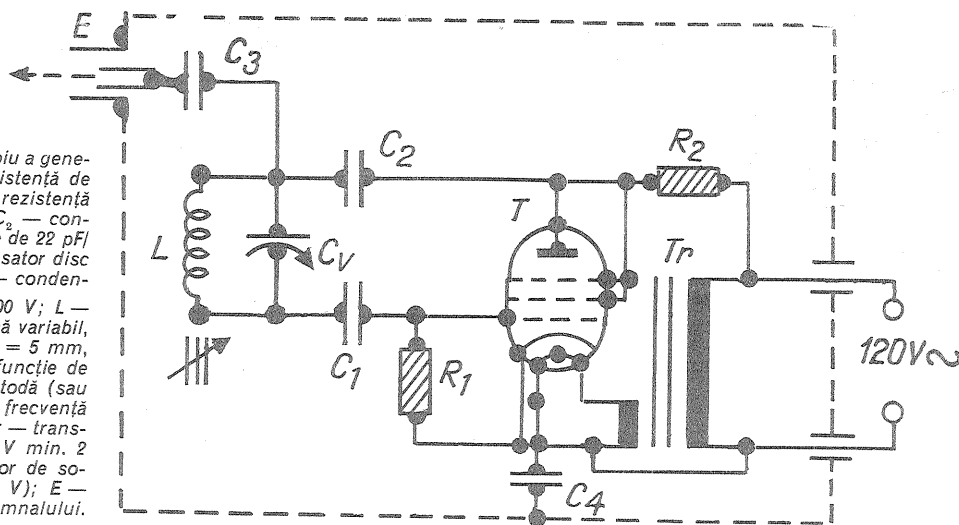 E
C₃
C₂
R₂
T
Tr
L
Cᵥ
C₁
R₁
C₄
120V~
piu a gene-
istență de
rezistență
C₂ — con-
de 22 pF/
sator disc
— conden-
00 V; L —
ă variabil,
= 5 mm,
funcție de
todă (sau
frecvență
r — trans-
V min. 2
or de so-
V); E —
mnalului.